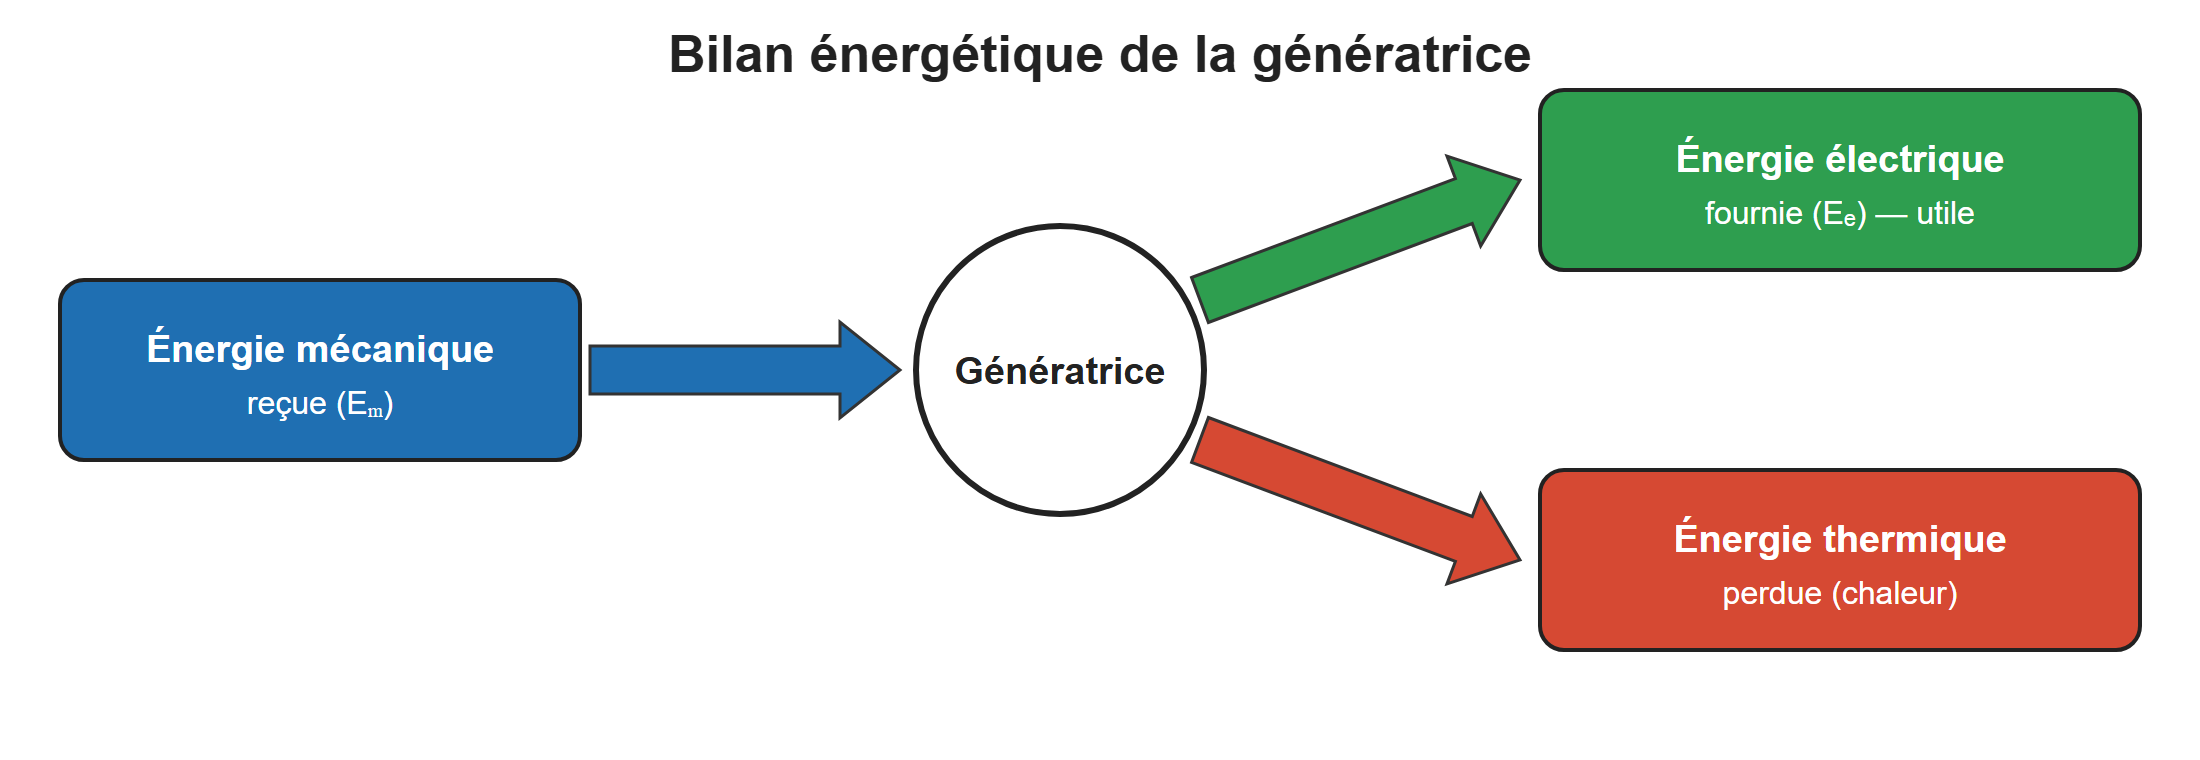 Bilan énergétique de la génératrice
Énergie mécanique
reçue (Eₘ)
Génératrice
Énergie électrique
fournie (Eₑ) — utile
Énergie thermique
perdue (chaleur)